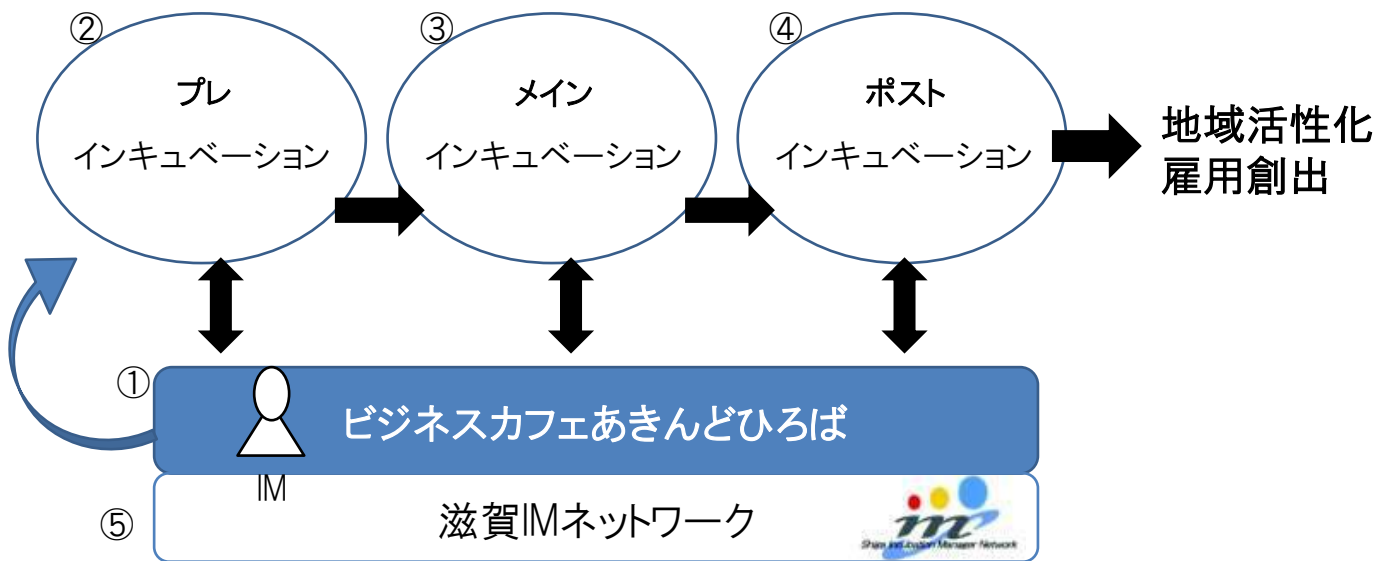 ②
プレ
インキュベーション
③
メイン
インキュベーション
④
ポスト
インキュベーション
地域活性化
雇用創出
①
ビジネスカフェあきんどひろば
IM
⑤
滋賀IMネットワーク
Manager Network